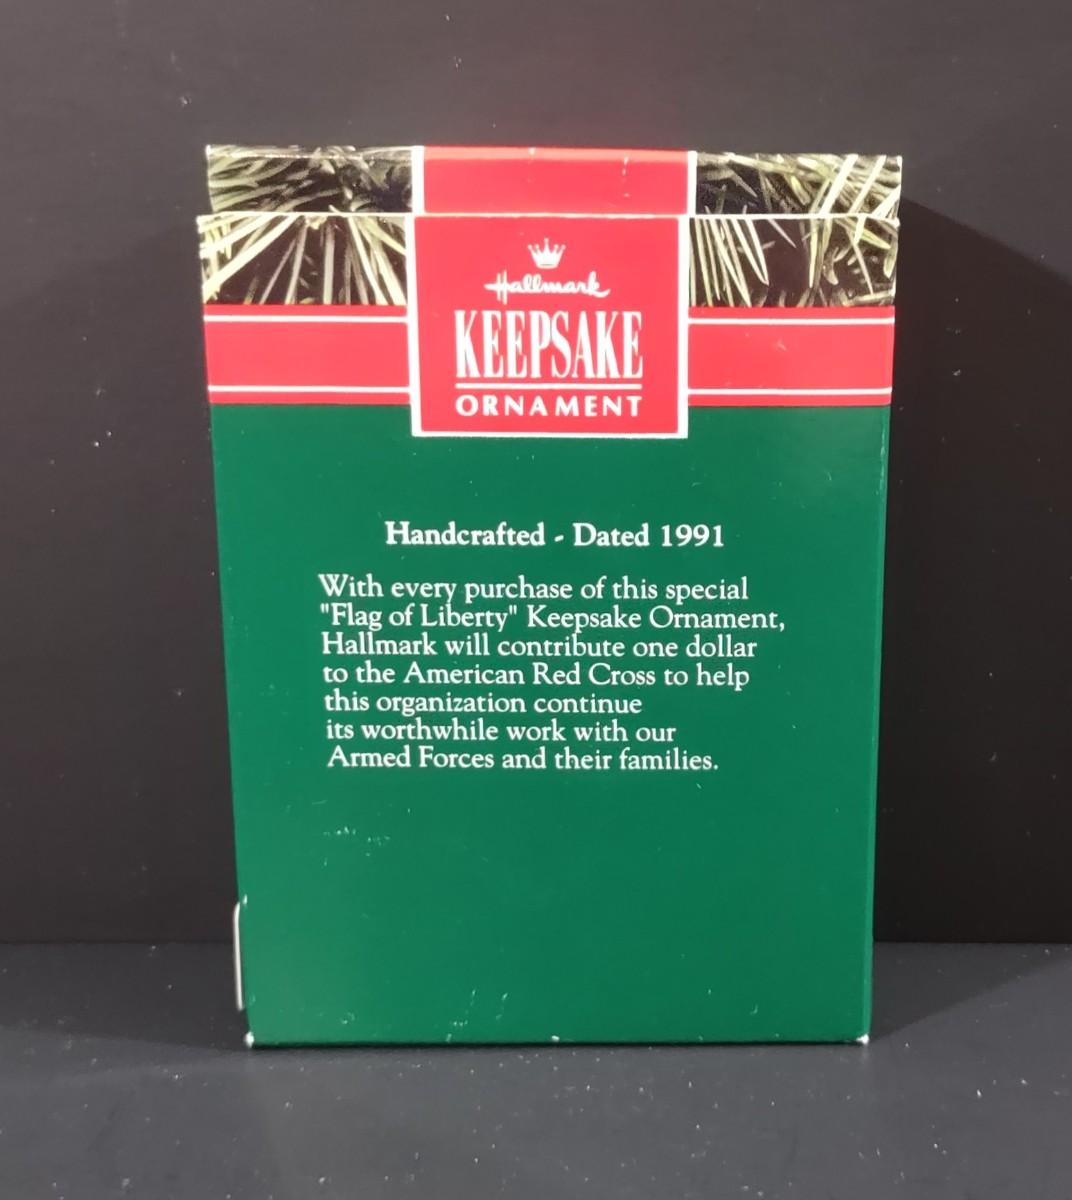 Hallmark
KEEPSAKE
ORNAMENT
Handcrafted - Dated 1991
With every purchase of this special
"Flag of Liberty" Keepsake Ornament,
Hallmark will contribute one dollar
to the American Red Cross to help
this organization continue
its worthwhile work with our
Armed Forces and their families.